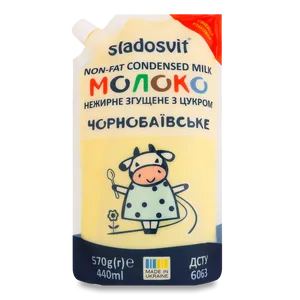 sladosvit
NON-FAT CONDENSED MILK
МОЛОКО
НЕЖИРНЕ ЗГУЩЕНЕ З ЦУКРОМ
ЧОРНОБАЇВСЬКЕ
570g(г) е
440ml
MADE IN
UKRAINE
ДСТУ
6063